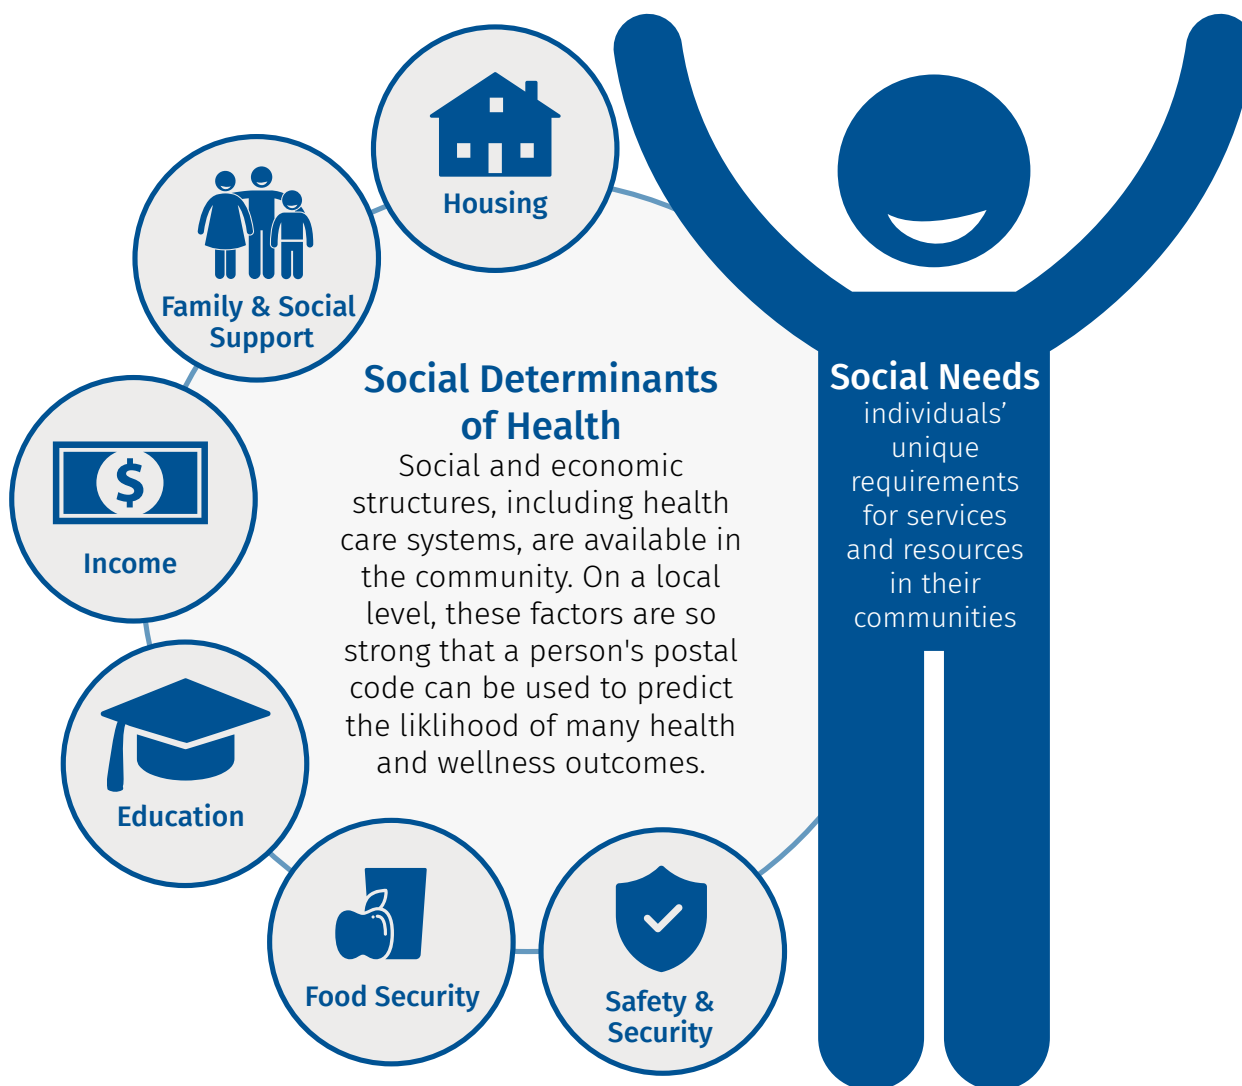 Housing
Family & Social
Support
Income
$
Education
Food Security
Safety &
Security
Social Determinants
of Health
Social and economic
structures, including health
care systems, are available in
the community. On a local
level, these factors are so
strong that a person's postal
code can be used to predict
the liklihood of many health
and wellness outcomes.
Social Needs
individuals’
unique
requirements
for services
and resources
in their
communities